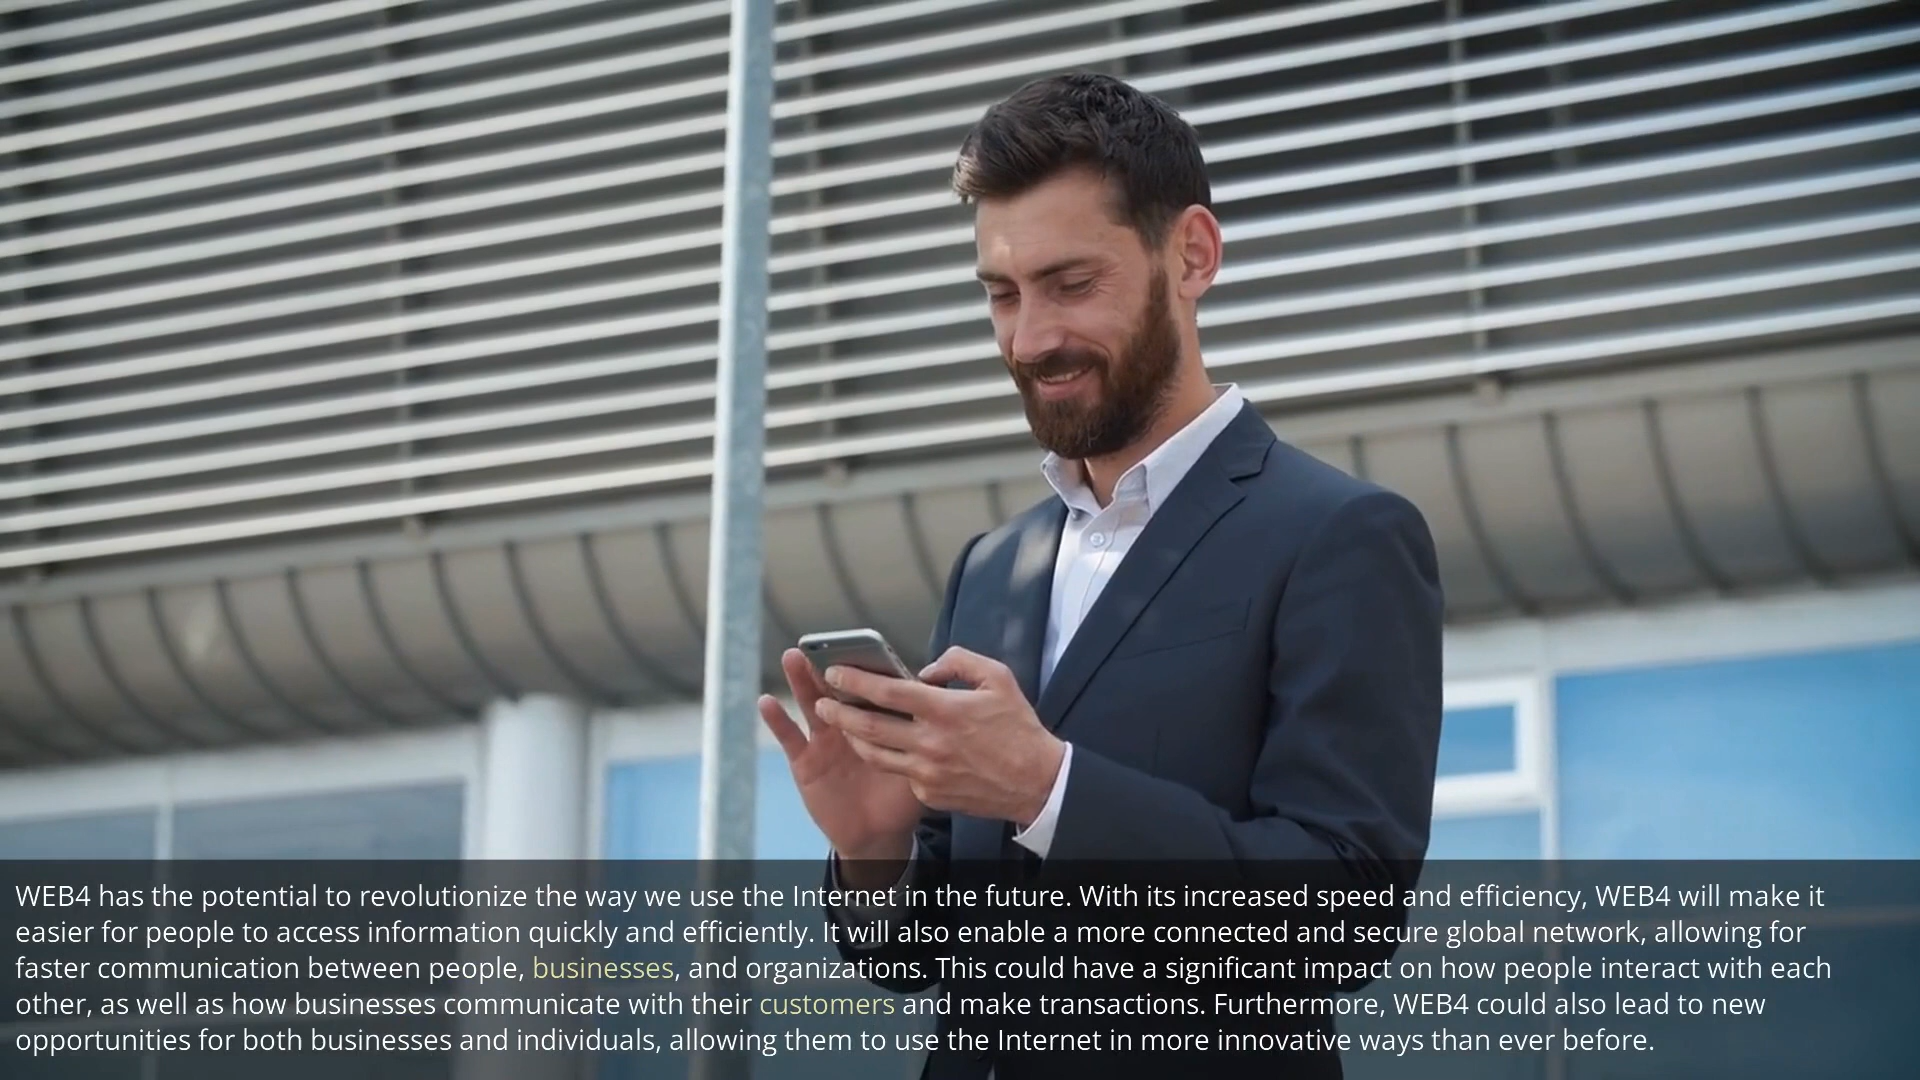 WEB4 has the potential to revolutionize the way we use the Internet in the future. With its increased speed and efficiency, WEB4 will make it
easier for people to access information quickly and efficiently. It will also enable a more connected and secure global network, allowing for
faster communication between people, businesses, and organizations. This could have a significant impact on how people interact with each
other, as well as how businesses communicate with their customers and make transactions. Furthermore, WEB4 could also lead to new
opportunities for both businesses and individuals, allowing them to use the Internet in more innovative ways than ever before.